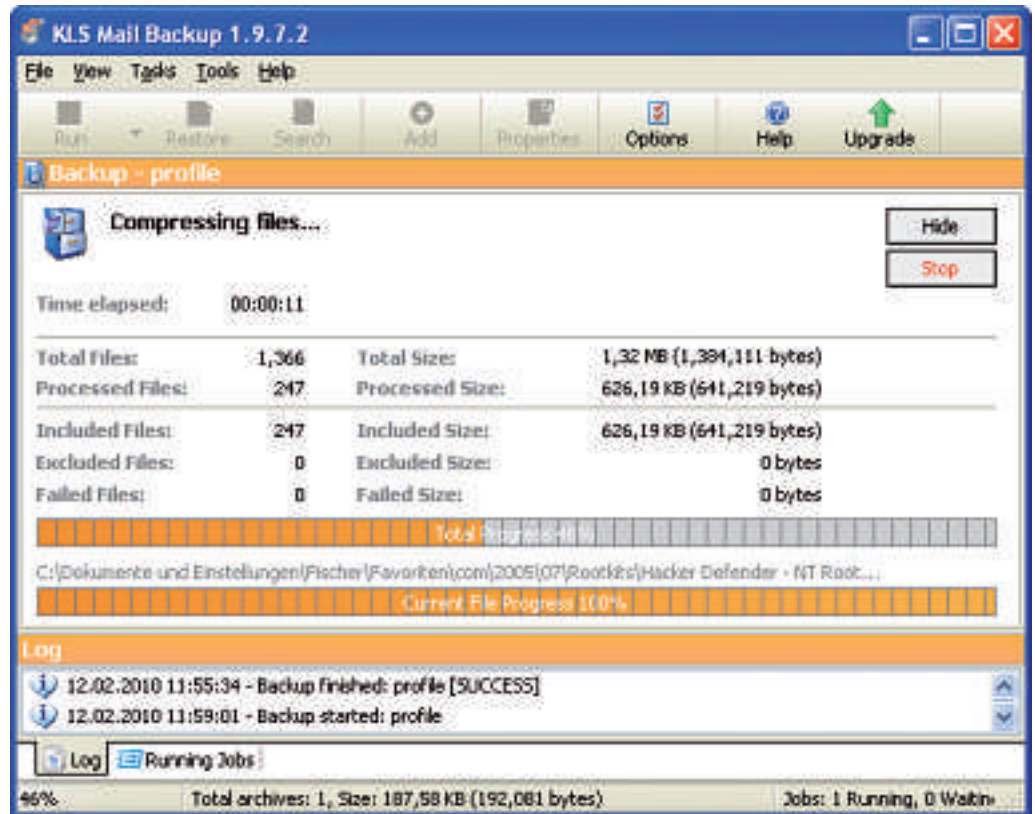 KLS Mail Backup 1.9.7.2
File View Tasks Tools Help
Run Restore Search Add Properties Options Help Upgrade
Backup - profile
Compressing files...
Hide
Stop
Time elapsed: 00:00:11
Total Files: 1,366 Total Size: 1,32 MB (1,384,111 bytes)
Processed Files: 247 Processed Size: 626,19 KB (641,219 bytes)
Included Files: 247 Included Size: 626,19 KB (641,219 bytes)
Excluded Files: 0 Excluded Size: 0 bytes
Failed Files: 0 Failed Size: 0 bytes
Total Progress 46%
C:\Dokumente und Einstellungen\Fischer\Favoriten\com\2005\07\Rootkits\Hacker Defender - NT Root...
Current File Progress 100%
Log
12.02.2010 11:55:34 - Backup finished: profile [SUCCESS]
12.02.2010 11:59:01 - Backup started: profile
Log Running Jobs
46% Total archives: 1, Size: 187,58 KB (192,081 bytes) Jobs: 1 Running, 0 Waitin